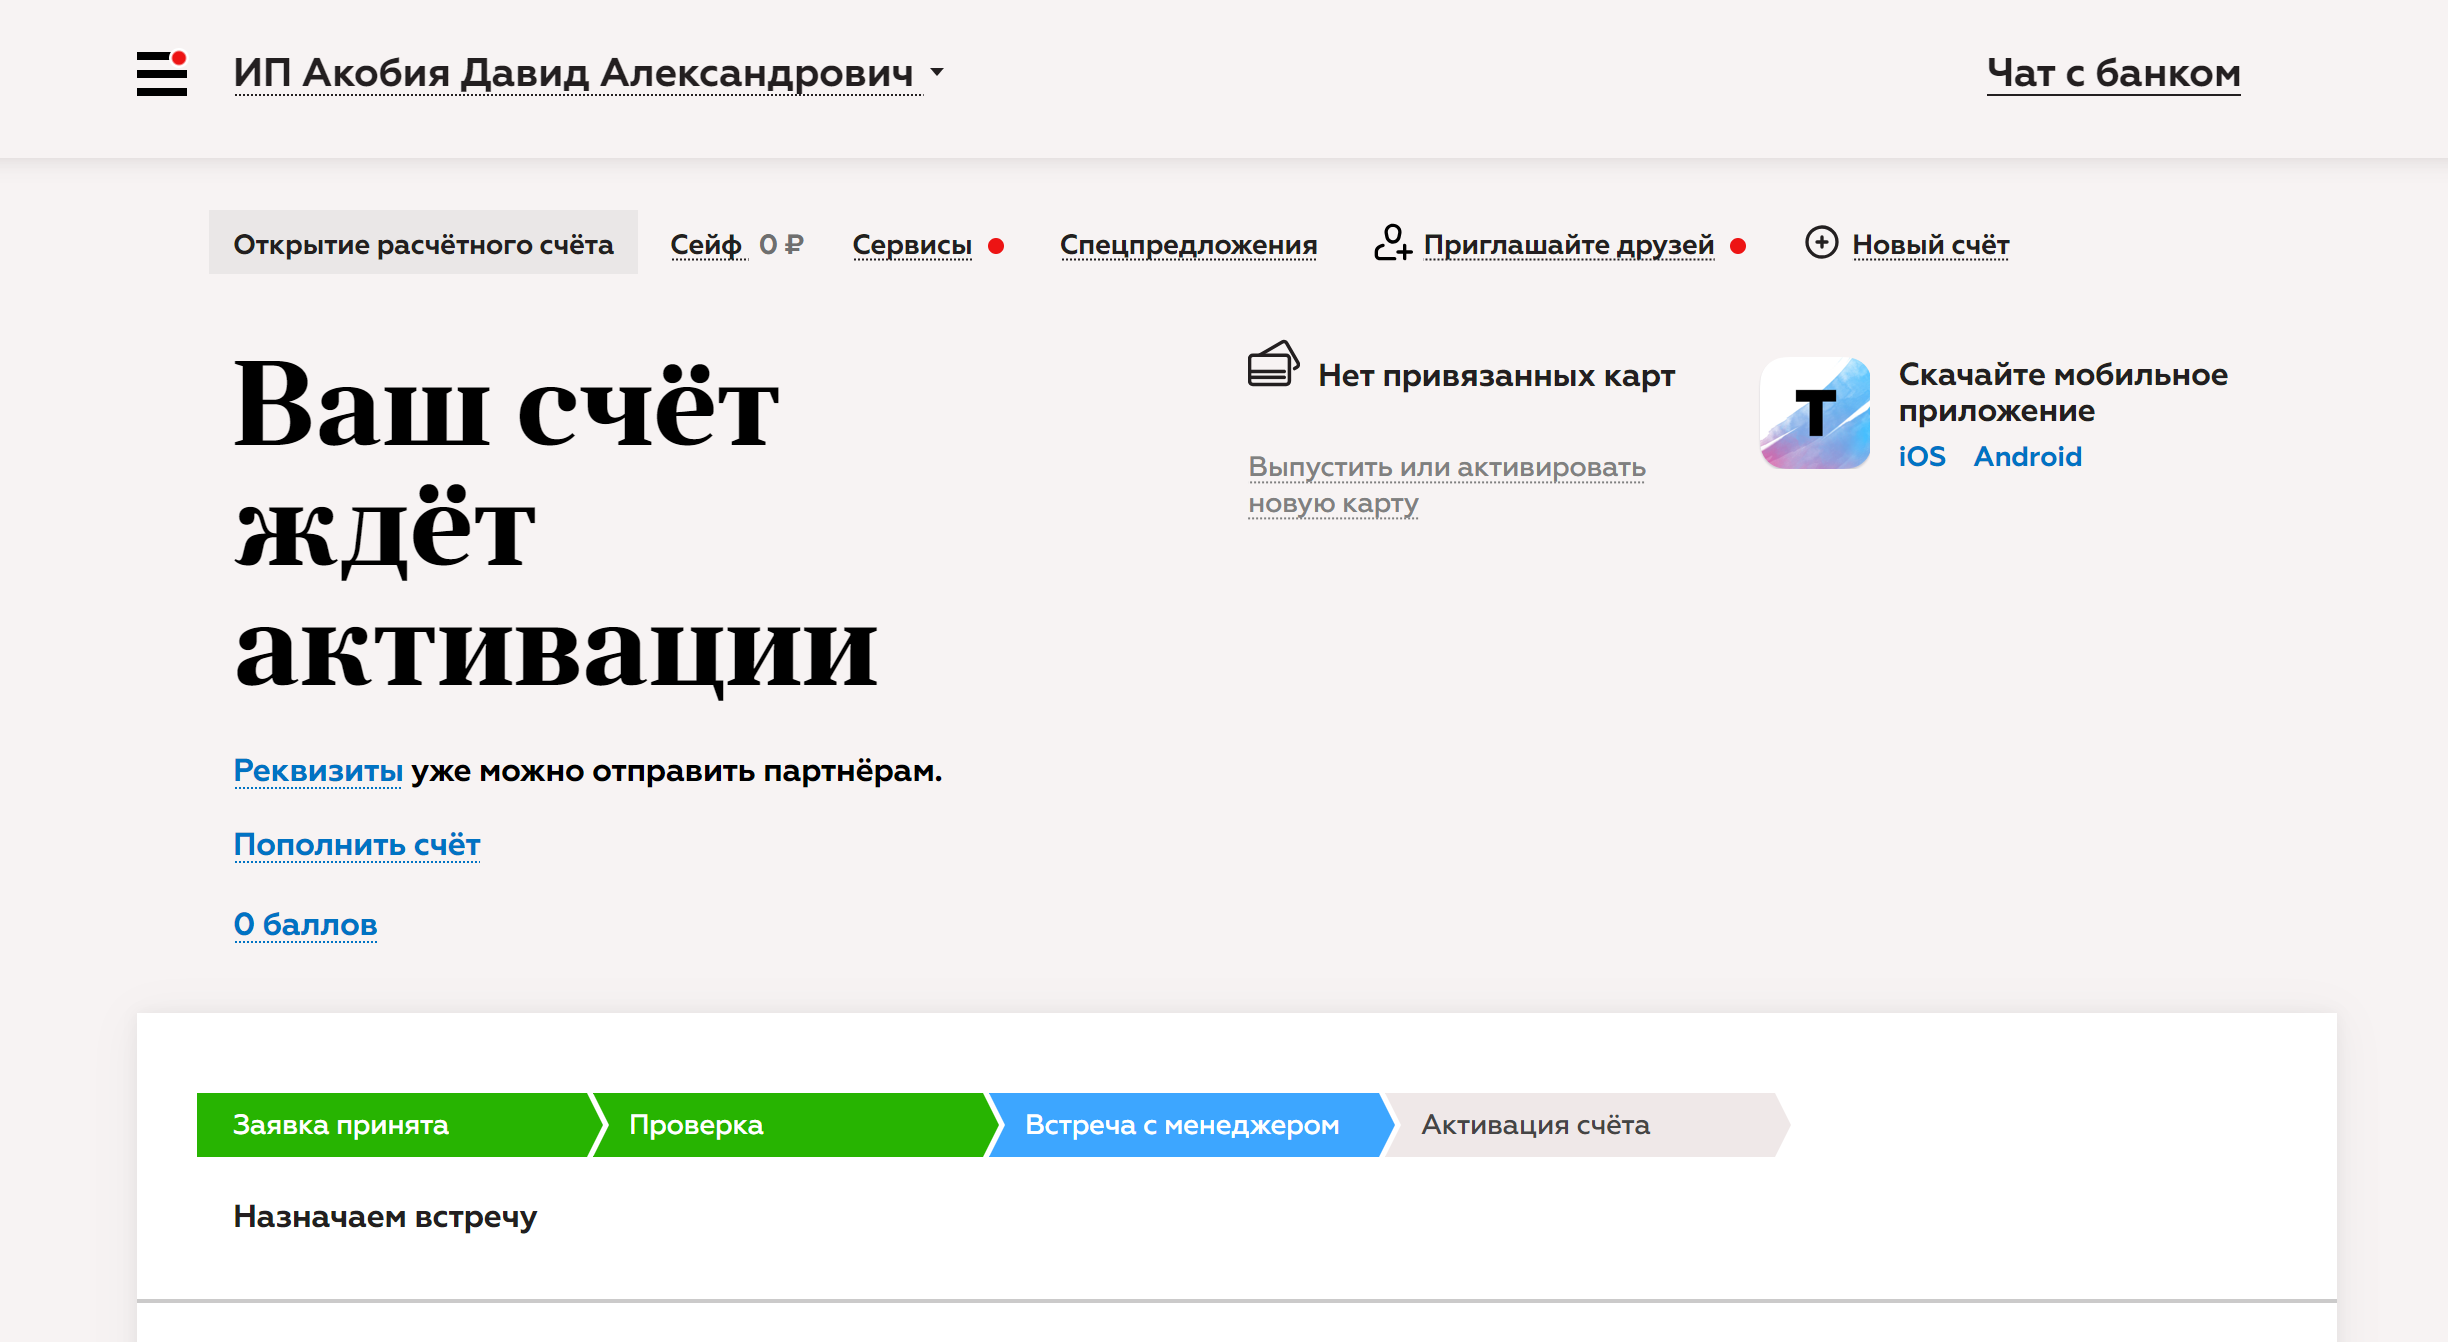 ИП Акобия Давид Александрович
Чат с банком
Открытие расчётного счёта
Сейф 0 ₽
Сервисы
Спецпредложения
Приглашайте друзей
Новый счёт
Ваш счёт
ждёт
активации
Реквизиты уже можно отправить партнёрам.
Пополнить счёт
0 баллов
Нет привязанных карт
Выпустить или активировать
новую карту
Т
Скачайте мобильное
приложение
iOS Android
Заявка принята
Проверка
Встреча с менеджером
Активация счёта
Назначаем встречу